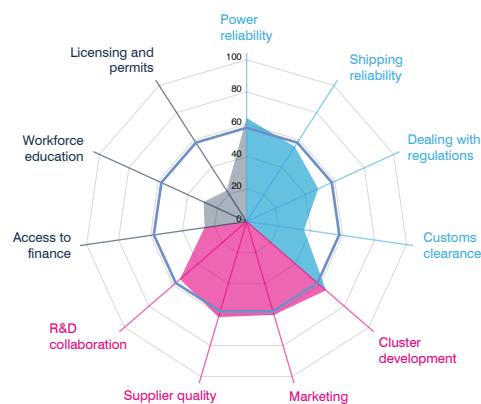 Power
reliability
Shipping
reliability
Dealing with
regulations
Customs
clearance
Cluster
development
Marketing
Supplier quality
R&D
collaboration
Access to
finance
Workforce
education
Licensing and
permits
100
80
60
40
20
0